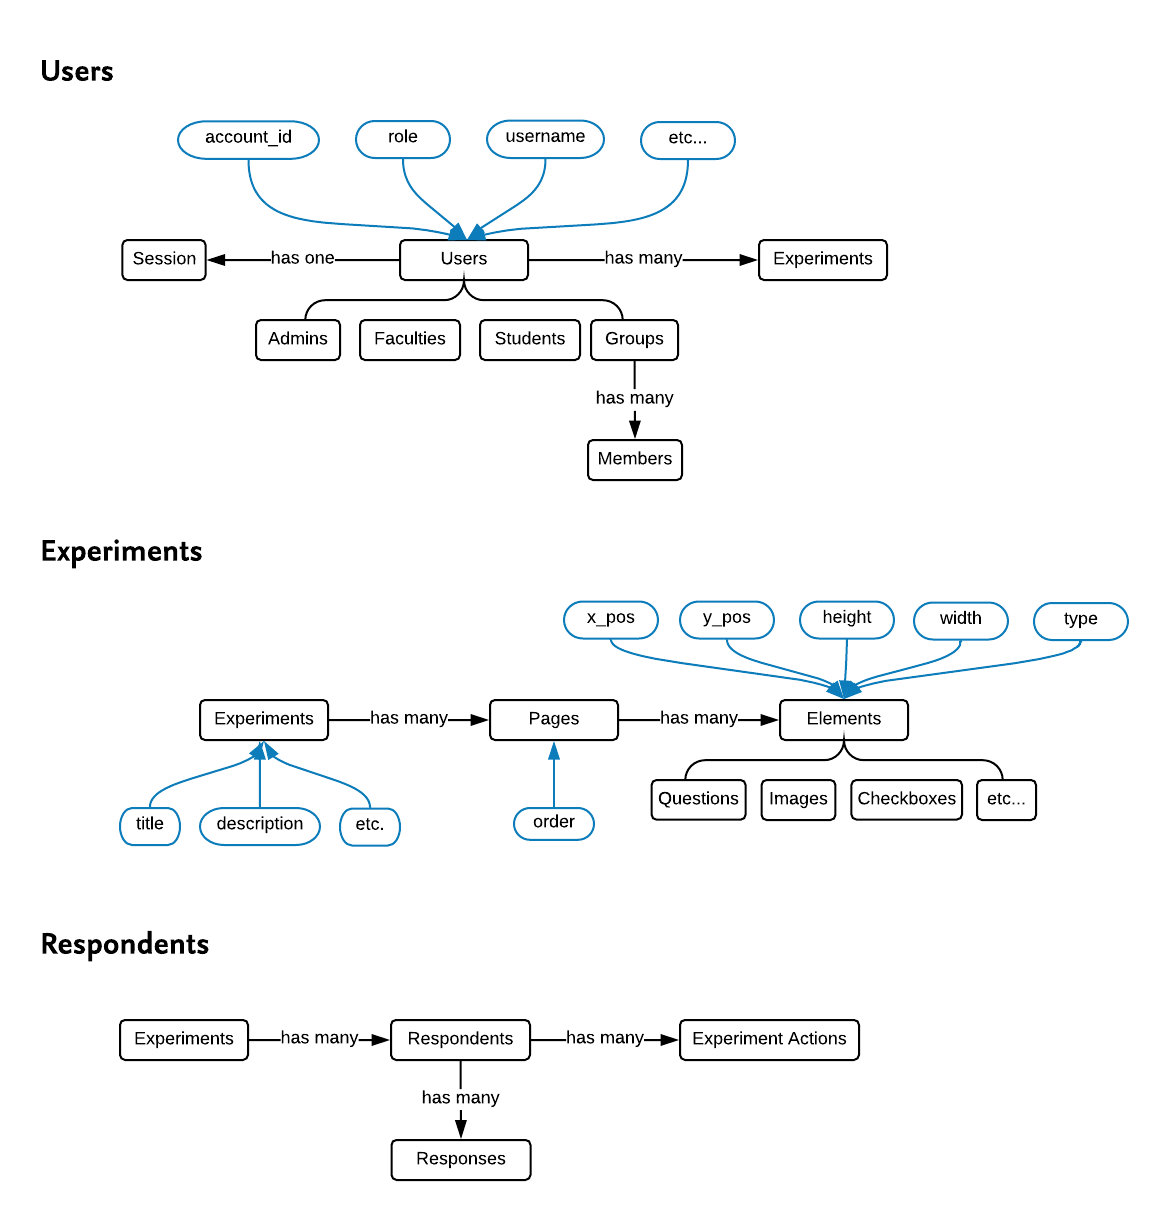 Users
account_id
role
username
etc...
Session
has one
Users
has many
Experiments
Admins
Faculties
Students
Groups
has many
Members
Experiments
x_pos
y_pos
height
width
type
Experiments
has many
Pages
has many
Elements
Questions
Images
Checkboxes
etc...
title
description
etc.
order
Respondents
Experiments
has many
Respondents
has many
Experiment Actions
has many
Responses